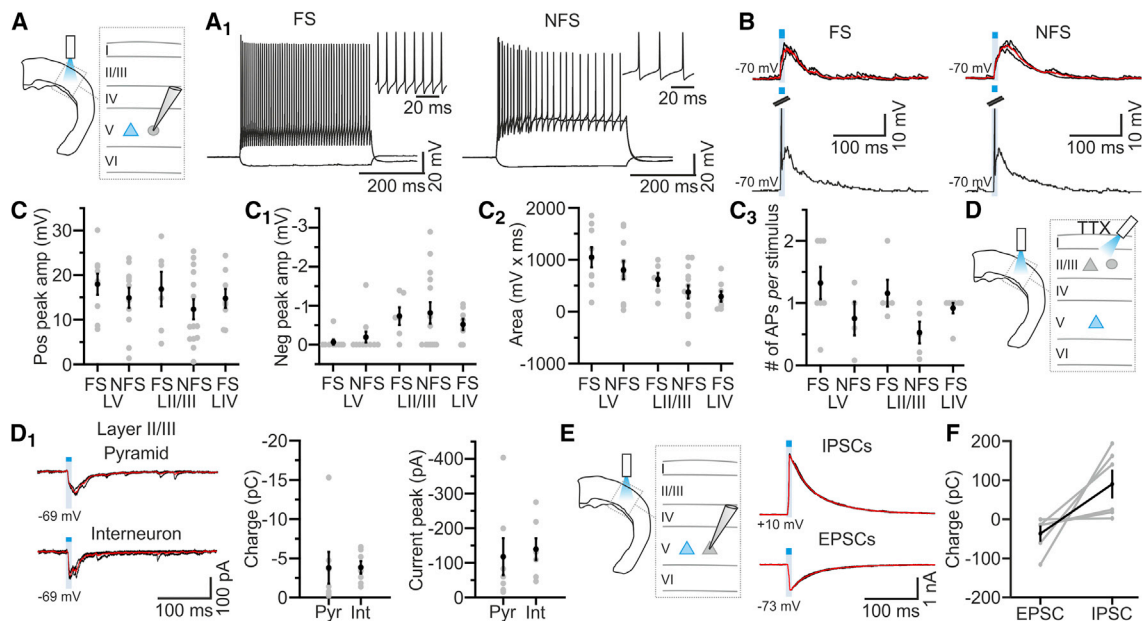 A
I
II/III
IV
V
VI
A1
FS
20 ms
200 ms
20 mV
NFS
20 ms
200 ms
20 mV
B
FS
-70 mV
100 ms
10 mV
-70 mV
NFS
-70 mV
100 ms
10 mV
-70 mV
C
Pos peak amp (mV)
30
20
10
0
FS NFS FS NFS FS
LV LII/III LIV
C1
Neg peak amp (mV)
-3
-2
-1
-0
FS NFS FS NFS FS
LV LII/III LIV
C2
Area (mV x ms)
2000
1000
0
-1000
FS NFS FS NFS FS
LV LII/III LIV
C3
# of APs per stimulus
2
1
0
FS NFS FS NFS FS
LV LII/III LIV
D
TTX
I
II/III
IV
V
VI
D1
Layer II/III
Pyramid
-69 mV
Interneuron
-69 mV
100 ms
100 pA
Charge (pC)
-20
-15
-10
-5
0
Pyr Int
Current peak (pA)
-400
-300
-200
-100
0
Pyr Int
E
I
II/III
IV
V
VI
IPSCs
+10 mV
EPSCs
-73 mV
100 ms
1 nA
F
Charge (pC)
200
100
0
-100
-200
EPSC IPSC